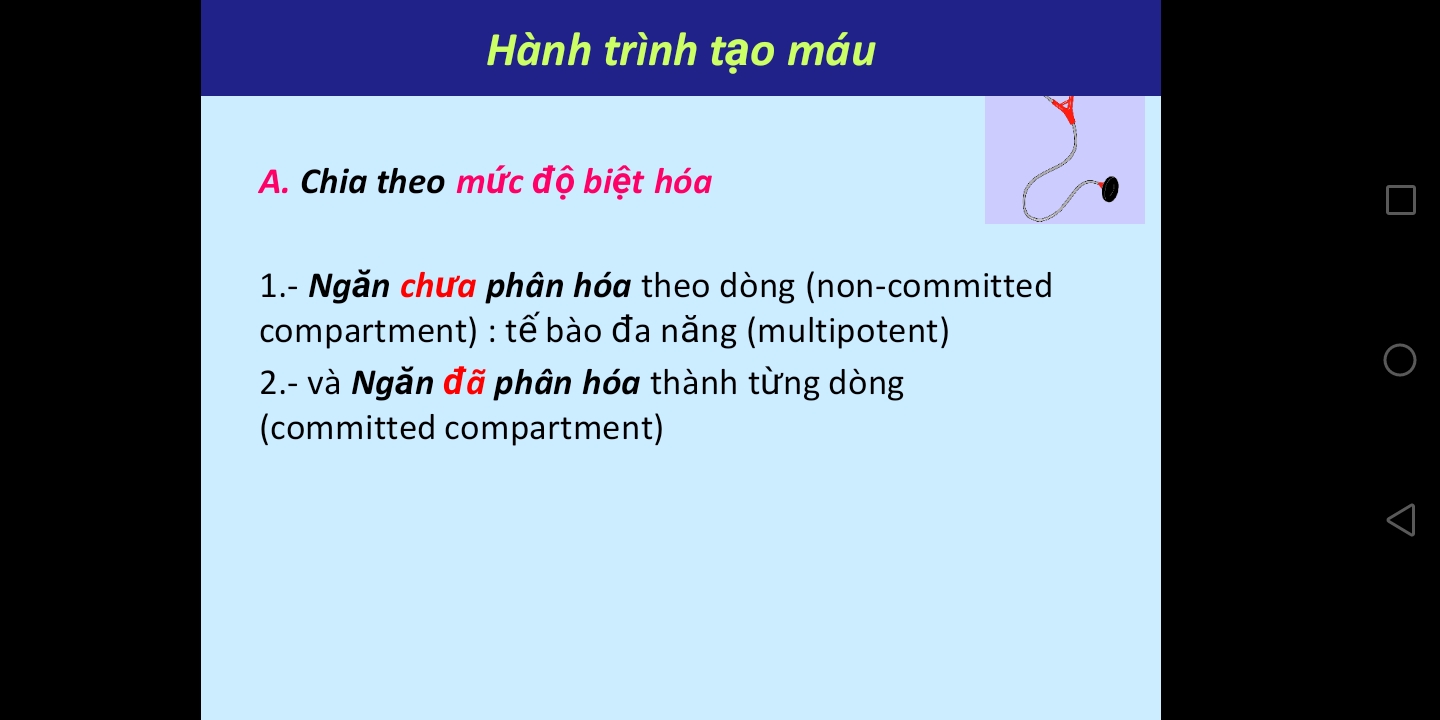 Hành trình tạo máu
A. Chia theo mức độ biệt hóa
1.- Ngăn chưa phân hóa theo dòng (non-committed
compartment) : tế bào đa năng (multipotent)
2.- và Ngăn đã phân hóa thành từng dòng
(committed compartment)